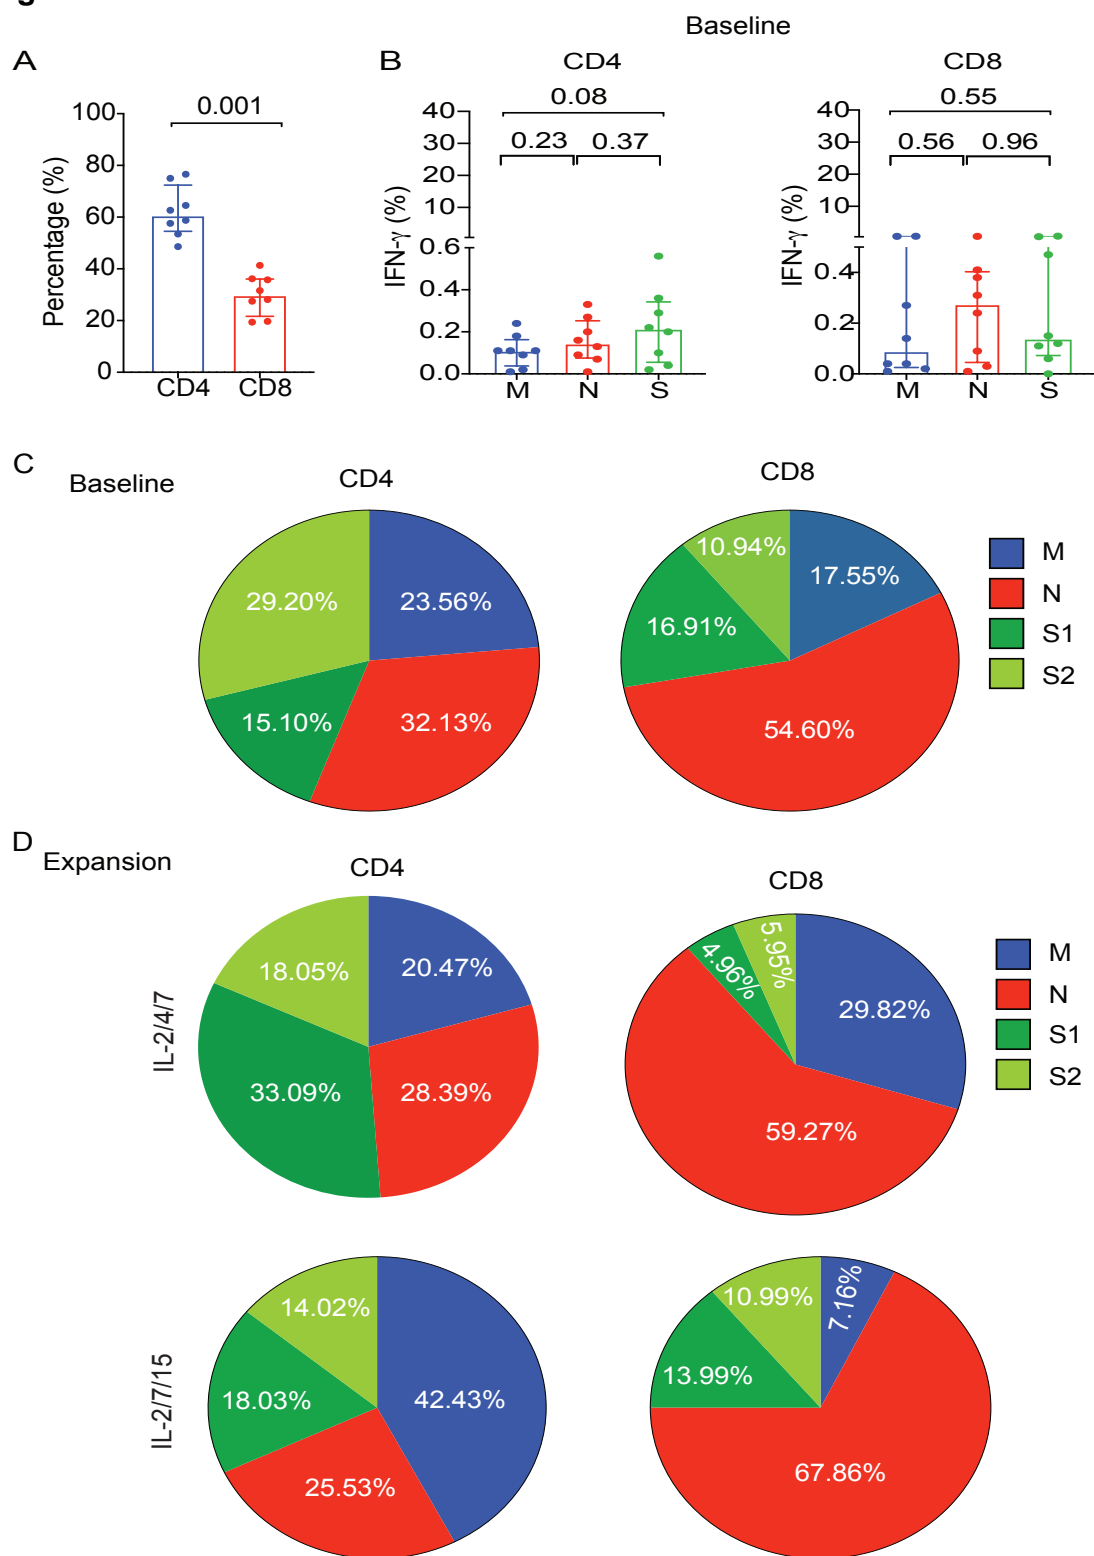 Baseline
A
B
CD4
CD8
Percentage (%)
100
80
60
40
20
0
0.001
CD4
CD8
IFN-γ (%)
40
30
20
10
0.6
0.4
0.2
0.0
0.08
0.23
0.37
M
N
S
IFN-γ (%)
40
30
20
10
0.4
0.2
0.0
0.55
0.56
0.96
M
N
S
C
Baseline
CD4
CD8
29.20%
23.56%
15.10%
32.13%
10.94%
17.55%
16.91%
54.60%
M
N
S1
S2
D
Expansion
CD4
CD8
IL-2/4/7
18.05%
20.47%
33.09%
28.39%
4.96%
5.95%
29.82%
59.27%
M
N
S1
S2
IL-2/7/15
14.02%
42.43%
18.03%
25.53%
10.99%
7.16%
13.99%
67.86%